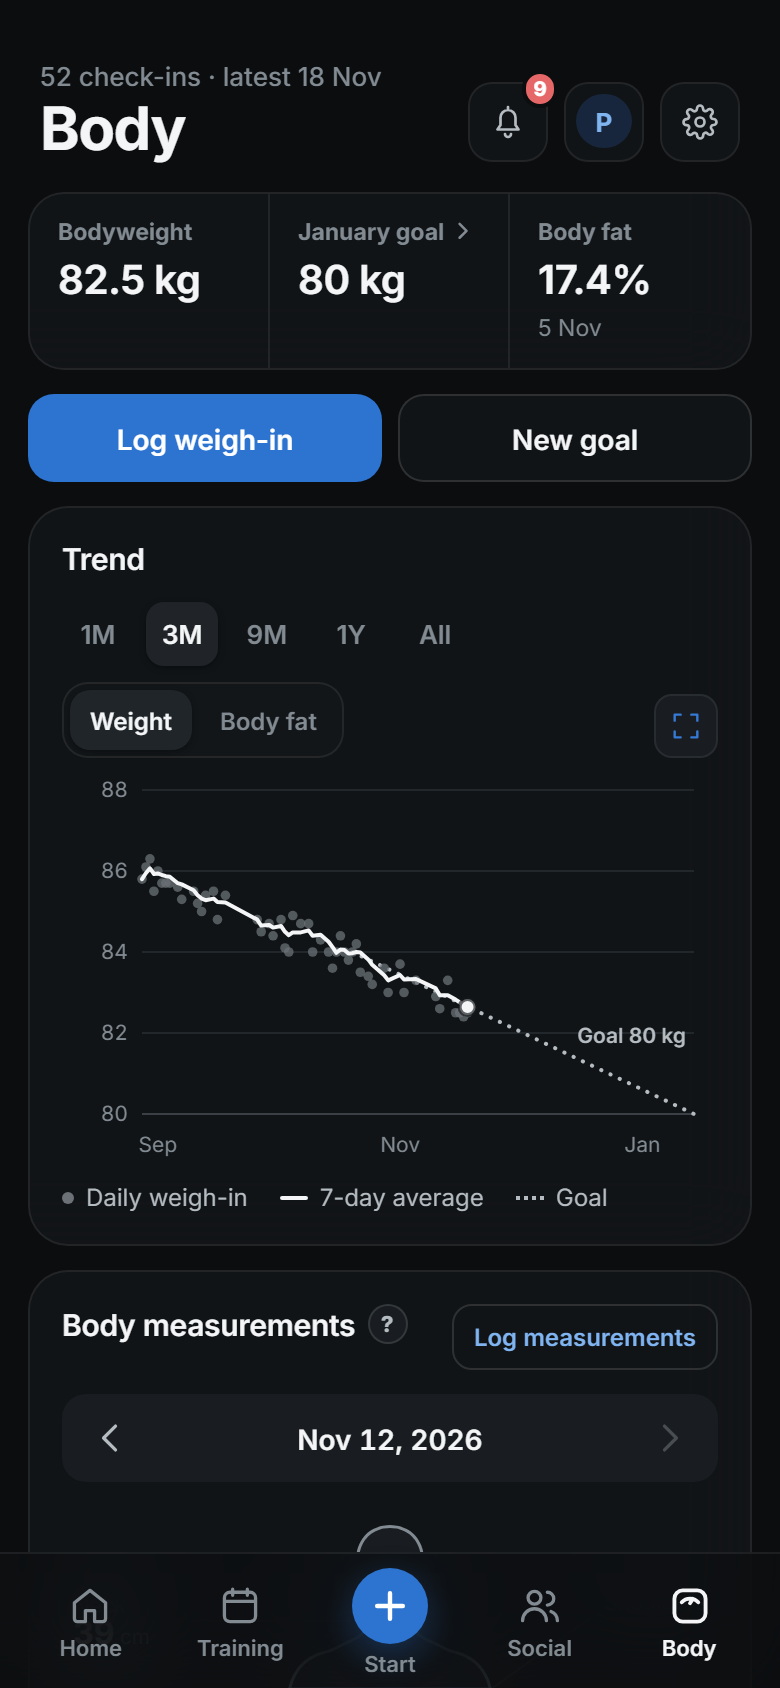 52 check-ins · latest 18 Nov
Body
9
P
Bodyweight
82.5 kg
January goal
80 kg
Body fat
17.4%
5 Nov
Log weigh-in
New goal
Trend
1M 3M 9M 1Y All
Weight Body fat
88
86
84
82
Goal 80 kg
80
Sep Nov Jan
Daily weigh-in 7-day average Goal
Body measurements ?
Log measurements
Nov 12, 2026
39 cm
Home Training Start Social Body